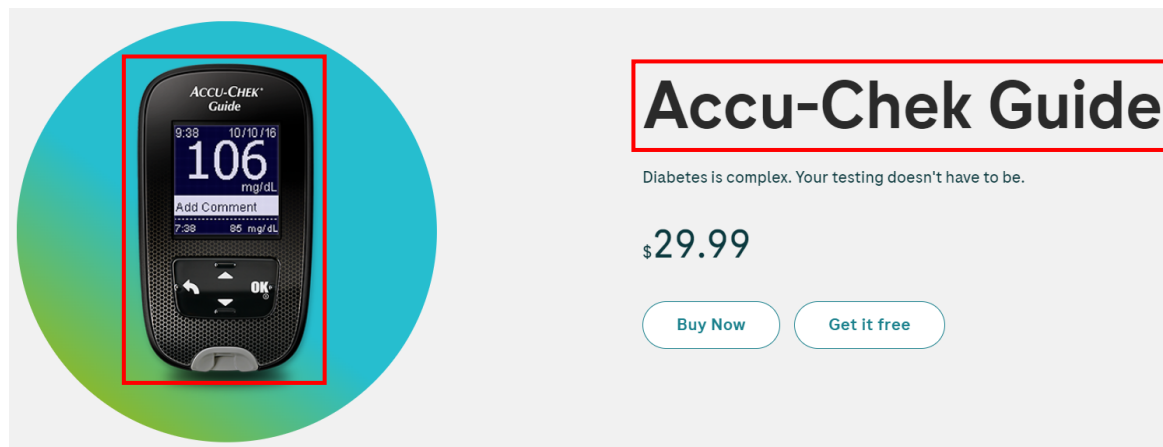 ACCU-CHEK®
Guide
9:38 10/10/16
106
mg/dL
Add Comment
7:38 85 mg/dL
OK
Accu-Chek Guide
Diabetes is complex. Your testing doesn't have to be.
$29.99
Buy Now Get it free